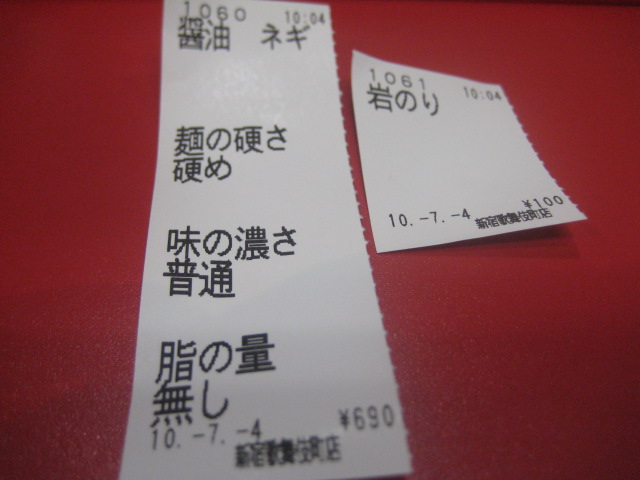 1060 10:04
醤油 ネギ
麺の硬さ
硬め
味の濃さ
普通
脂の量
無し
¥690
10.-7.-4
新宿歌舞伎町店
1061 10:04
岩のり
¥100
10.-7.-4 新宿歌舞伎町店